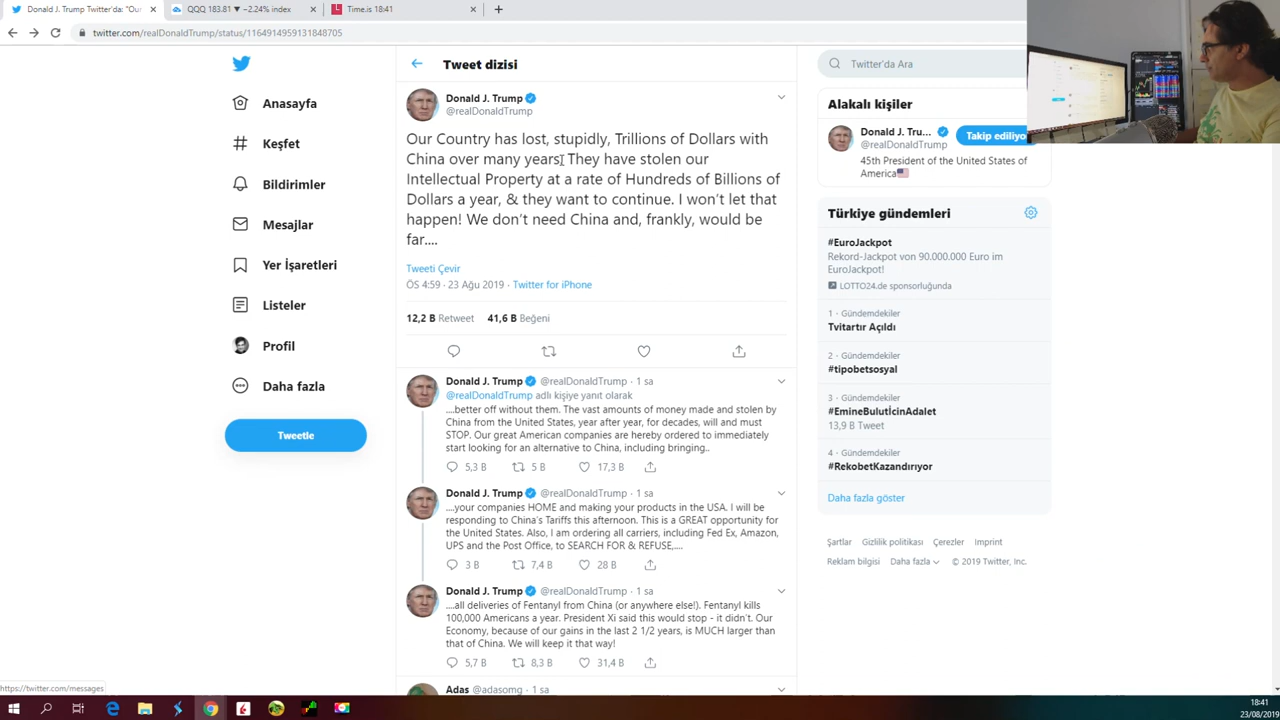 Donald J. Trump Twitter'da: "Our
QQQ 183.81 ▼ −2.24% index
Time.is 18:41
twitter.com/realDonaldTrump/status/1164914959131848705
Anasayfa
Keşfet
Bildirimler
Mesajlar
Yer İşaretleri
Listeler
Profil
Daha fazla
Tweetle
Tweet dizisi
Donald J. Trump
@realDonaldTrump
Our Country has lost, stupidly, Trillions of Dollars with
China over many years. They have stolen our
Intellectual Property at a rate of Hundreds of Billions of
Dollars a year, & they want to continue. I won't let that
happen! We don't need China and, frankly, would be
far....
Tweeti Çevir
ÖS 4:59 · 23 Ağu 2019 · Twitter for iPhone
12,2 B Retweet 41,6 B Beğeni
Donald J. Trump @realDonaldTrump · 1 sa
@realDonaldTrump adlı kişiye yanıt olarak
....better off without them. The vast amounts of money made and stolen by
China from the United States, year after year, for decades, will and must
STOP. Our great American companies are hereby ordered to immediately
start looking for an alternative to China, including bringing..
5,3 B 5 B 17,3 B
Donald J. Trump @realDonaldTrump · 1 sa
....your companies HOME and making your products in the USA. I will be
responding to China's Tariffs this afternoon. This is a GREAT opportunity for
the United States. Also, I am ordering all carriers, including Fed Ex, Amazon,
UPS and the Post Office, to SEARCH FOR & REFUSE,....
3 B 7,4 B 28 B
Donald J. Trump @realDonaldTrump · 1 sa
....all deliveries of Fentanyl from China (or anywhere else!). Fentanyl kills
100,000 Americans a year. President Xi said this would stop - it didn't. Our
Economy, because of our gains in the last 2 1/2 years, is MUCH larger than
that of China. We will keep it that way!
5,7 B 8,3 B 31,4 B
Adas @adasomg · 1 sa
Twitter'da Ara
Alakalı kişiler
Donald J. Tru...
@realDonaldTrump
Takip ediliyo
45th President of the United States of
America🇺🇸
Türkiye gündemleri
#EuroJackpot
Rekord-Jackpot von 90.000.000 Euro im
EuroJackpot!
LOTTO24.de sponsorluğunda
1 · Gündemdekiler
Tvitartır Açıldı
2 · Gündemdekiler
#tipobetsosyal
3 · Gündemdekiler
#EmineBulutİcinAdalet
13,9 B Tweet
4 · Gündemdekiler
#RekobetKazandırıyor
Daha fazla göster
Şartlar Gizlilik politikası Çerezler Imprint
Reklam bilgisi Daha fazla © 2019 Twitter, Inc.
https://twitter.com/messages
18:41
23/08/2019